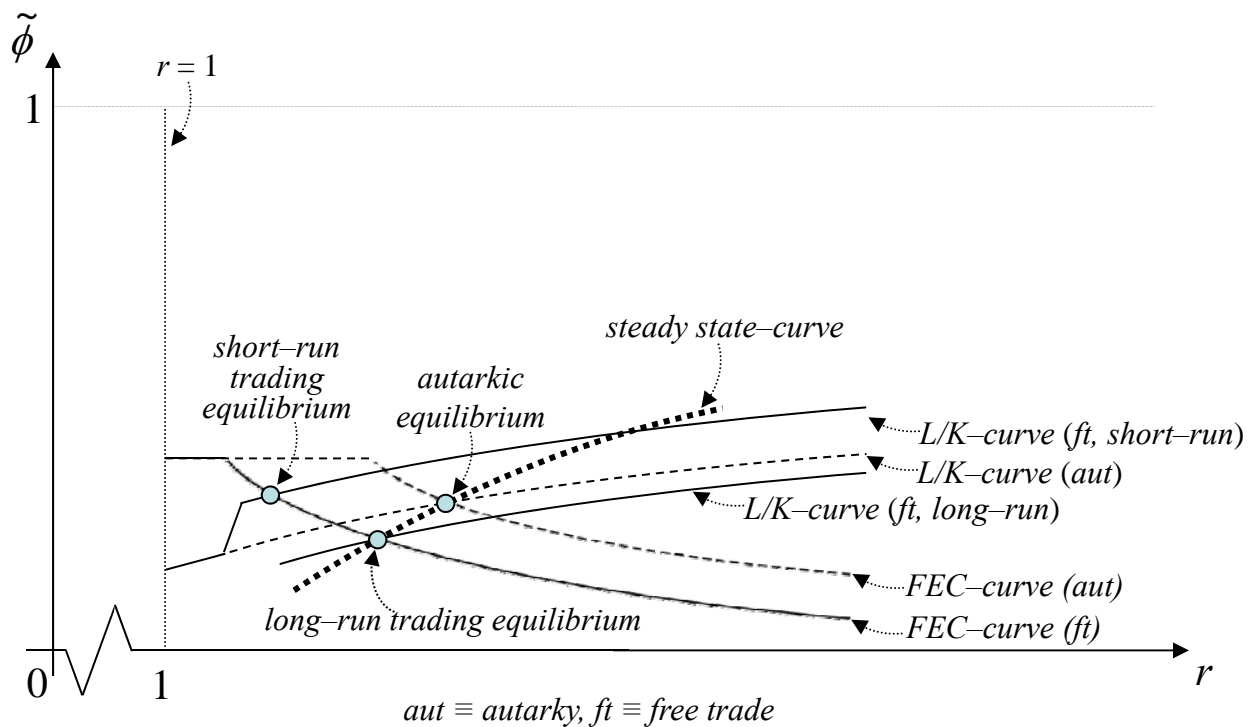 ϕ̃
r = 1
1
steady state–curve
short–run
trading
equilibrium
autarkic
equilibrium
L/K–curve (ft, short–run)
L/K–curve (aut)
L/K–curve (ft, long–run)
FEC–curve (aut)
long–run trading equilibrium
FEC–curve (ft)
0
1
r
aut ≡ autarky, ft ≡ free trade